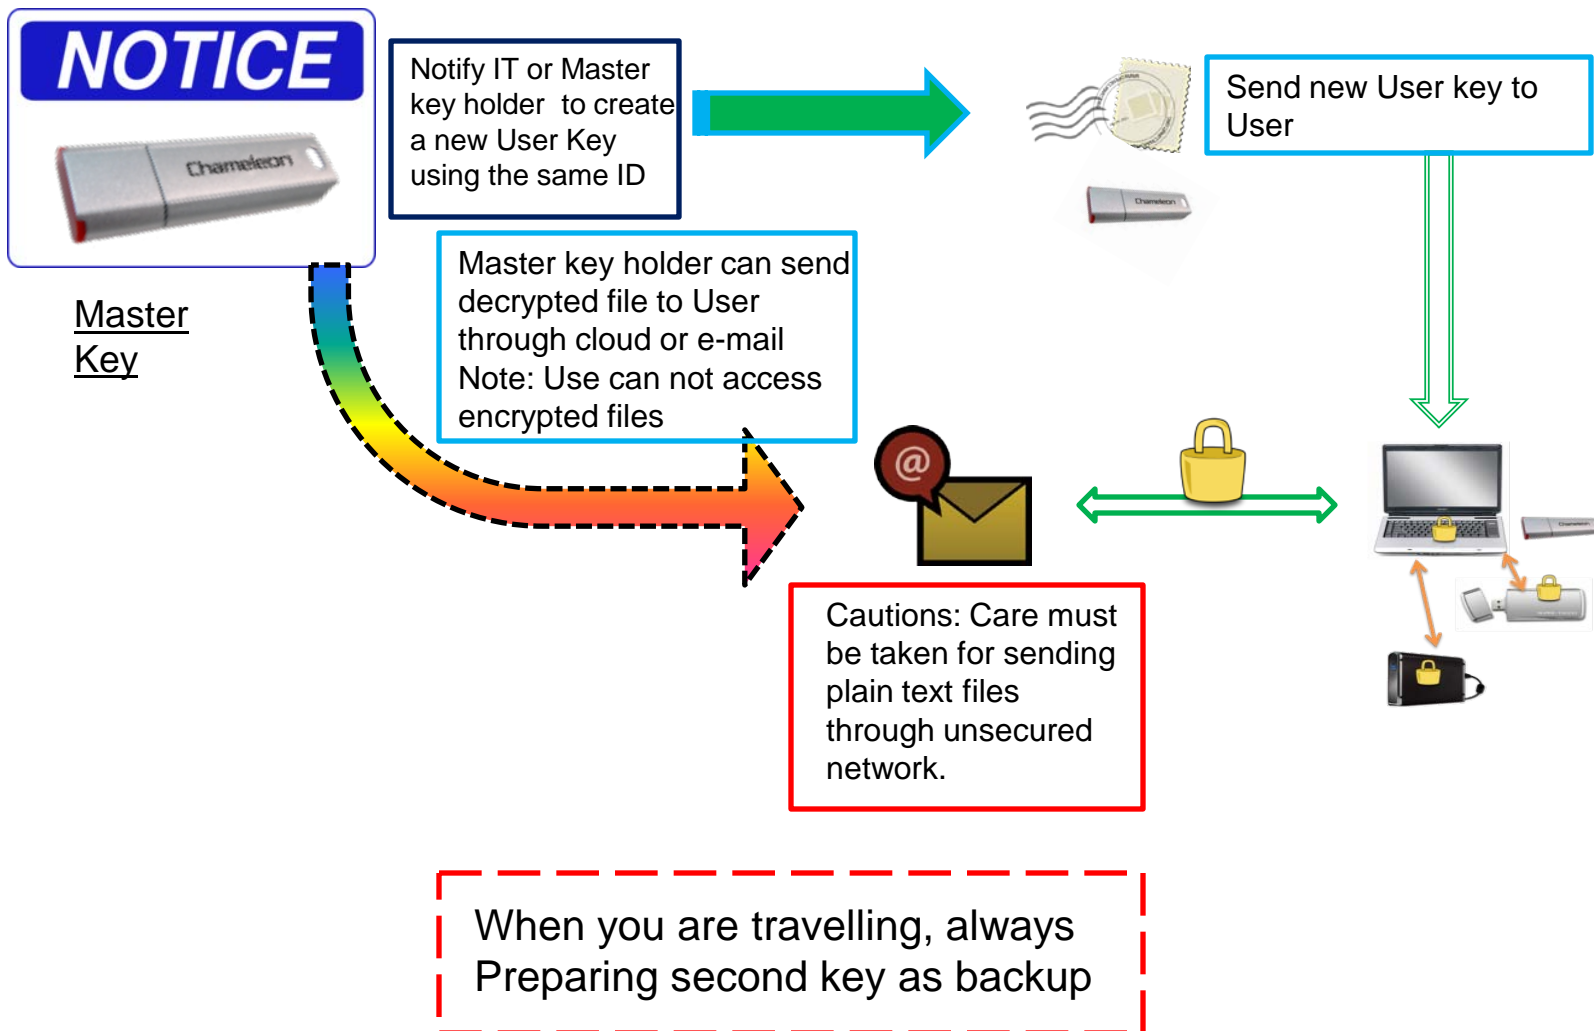 NOTICE
Chameleon
Master
Key
Notify IT or Master
key holder to create
a new User Key
using the same ID
Send new User key to
User
Chameleon
Master key holder can send
decrypted file to User
through cloud or e-mail
Note: Use can not access
encrypted files
@
Chameleon
Cautions: Care must
be taken for sending
plain text files
through unsecured
network.
When you are travelling, always
Preparing second key as backup